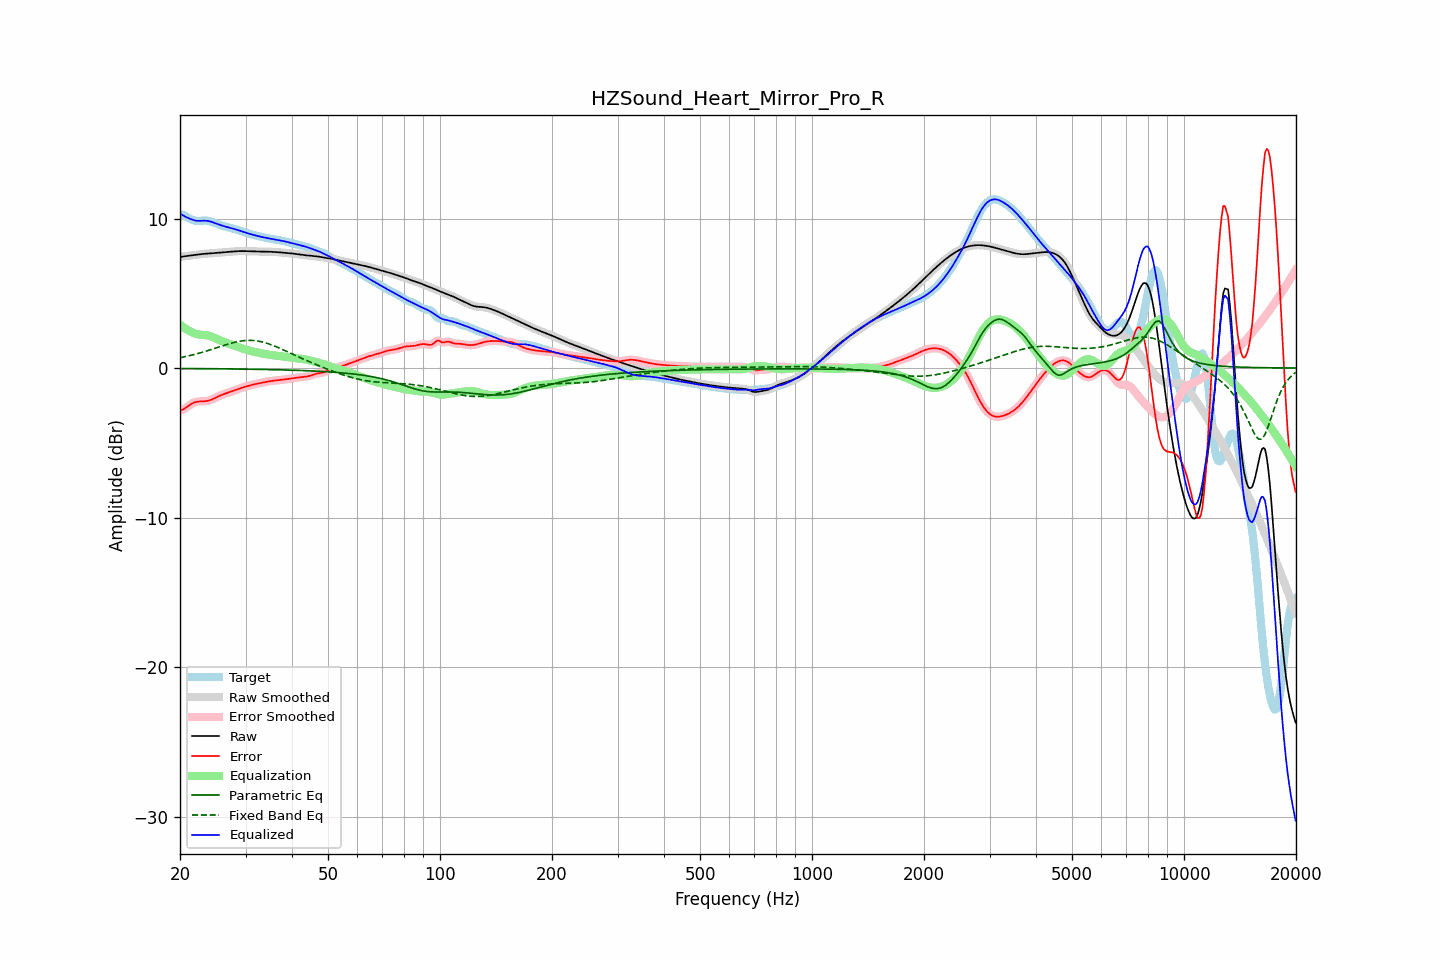 HZSound_Heart_Mirror_Pro_R
Amplitude (dBr)
10
0
−10
−20
−30
Target
Raw Smoothed
Error Smoothed
Raw
Error
Equalization
Parametric Eq
Fixed Band Eq
Equalized
20 50 100 200 500 1000 2000 5000 10000 20000
Frequency (Hz)